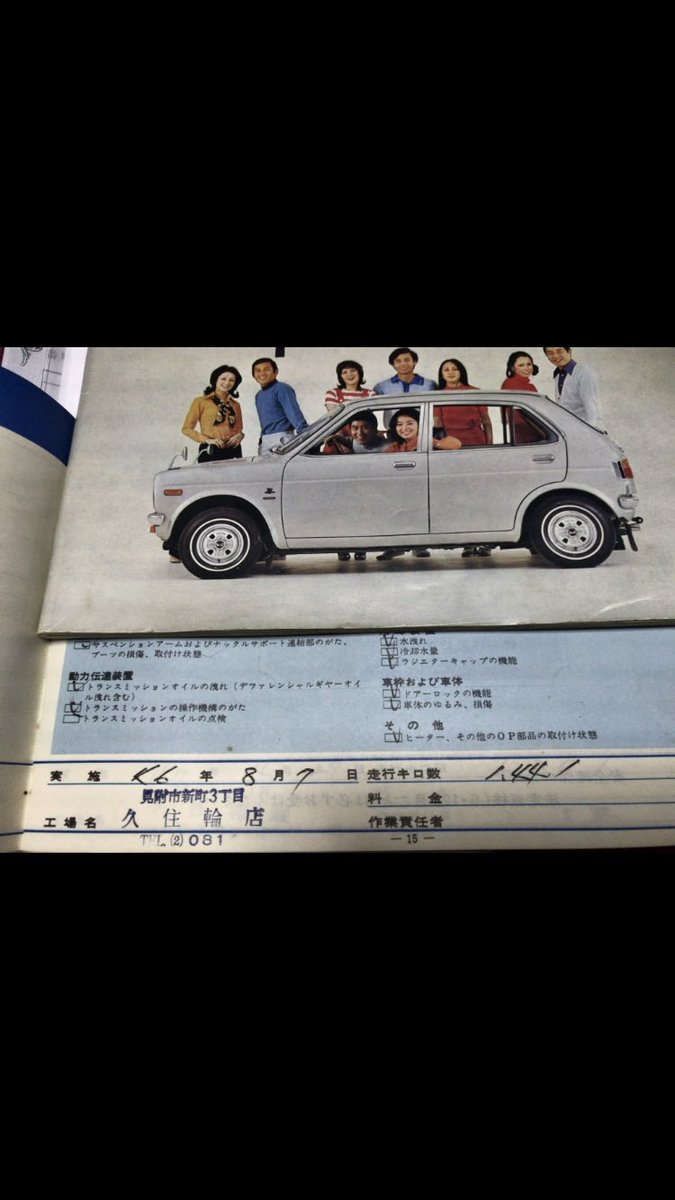 サスペンションアームおよびナックルサポート連結部のがた、
ブーツの損傷、取付け状態
動力伝達装置
トランスミッションオイルの洩れ(デファレンシャルギヤーオイ
ル洩れ含む)
トランスミッションの操作機構のがた
トランスミッションオイルの点検
水洩れ
冷却水量
ラジエターキャップの機能
車枠および車体
ドアーロックの機能
車体のゆるみ、損傷
その他
ヒーター、その他のOP部品の取付け状態
実施 46年8月7日 走行キロ数 1,441
見附市新町3丁目
料金
工場名 久住輪店 作業責任者
TEL(2)081
— 15 —